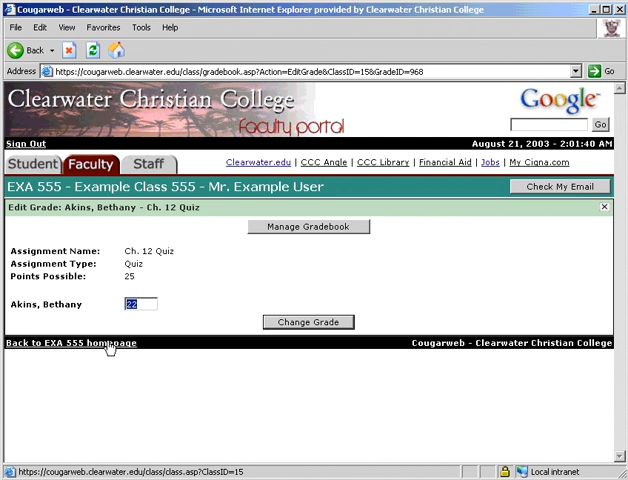 Cougarweb - Clearwater Christian College - Microsoft Internet Explorer provided by Clearwater Christian College
File Edit View Favorites Tools Help
Back
Address https://cougarweb.clearwater.edu/class/gradebook.asp?Action=EditGrade&ClassID=15&GradeID=968 Go
Clearwater Christian College
faculty portal
Google
Go
Sign Out August 21, 2003 - 2:01:40 AM
Student Faculty Staff Clearwater.edu | CCC Angle | CCC Library | Financial Aid | Jobs | My Cigna.com
EXA 555 - Example Class 555 - Mr. Example User Check My Email
Edit Grade: Akins, Bethany - Ch. 12 Quiz
Manage Gradebook
Assignment Name: Ch. 12 Quiz
Assignment Type: Quiz
Points Possible: 25
Akins, Bethany 22
Change Grade
Back to EXA 555 homepage Cougarweb - Clearwater Christian College
https://cougarweb.clearwater.edu/class/class.asp?ClassID=15 Local intranet